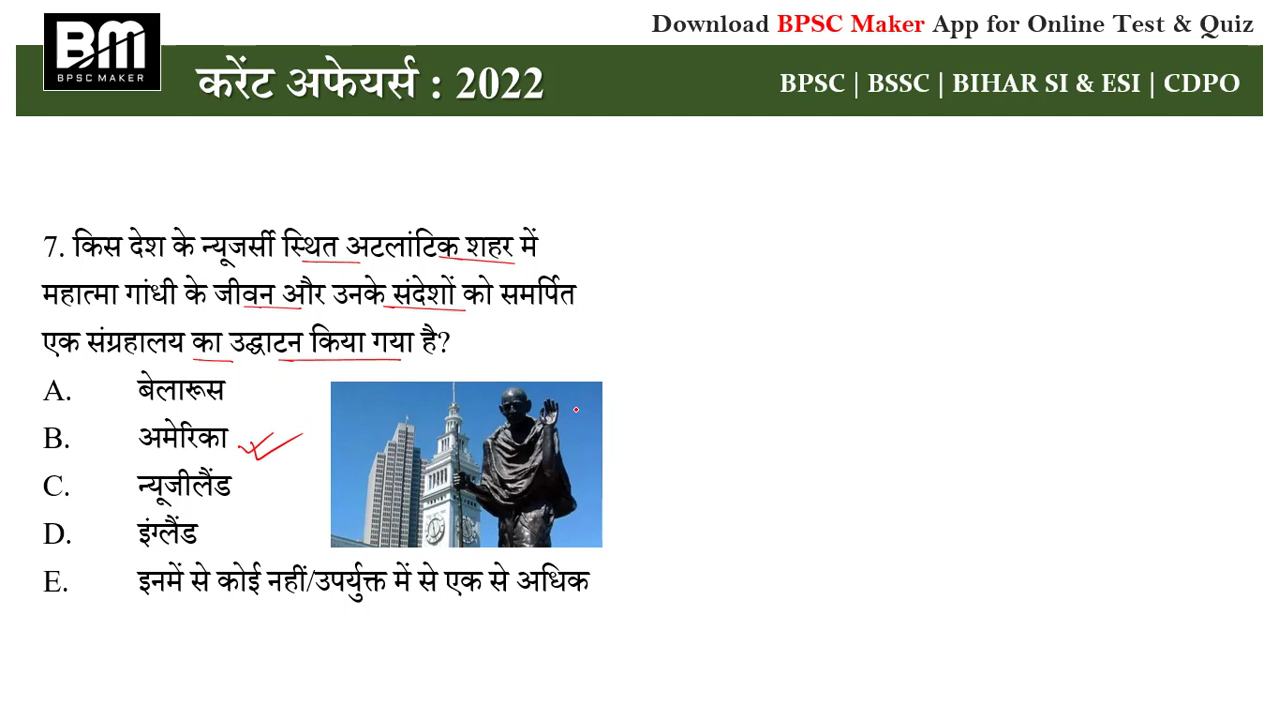 Download BPSC Maker App for Online Test & Quiz
BM
BPSC MAKER
करेंट अफेयर्स : 2022
BPSC | BSSC | BIHAR SI & ESI | CDPO
7. किस देश के न्यूजर्सी स्थित अटलांटिक शहर में
महात्मा गांधी के जीवन और उनके संदेशों को समर्पित
एक संग्रहालय का उद्घाटन किया गया है?
A. बेलारूस
B. अमेरिका
C. न्यूजीलैंड
D. इंग्लैंड
E. इनमें से कोई नहीं/उपर्युक्त में से एक से अधिक